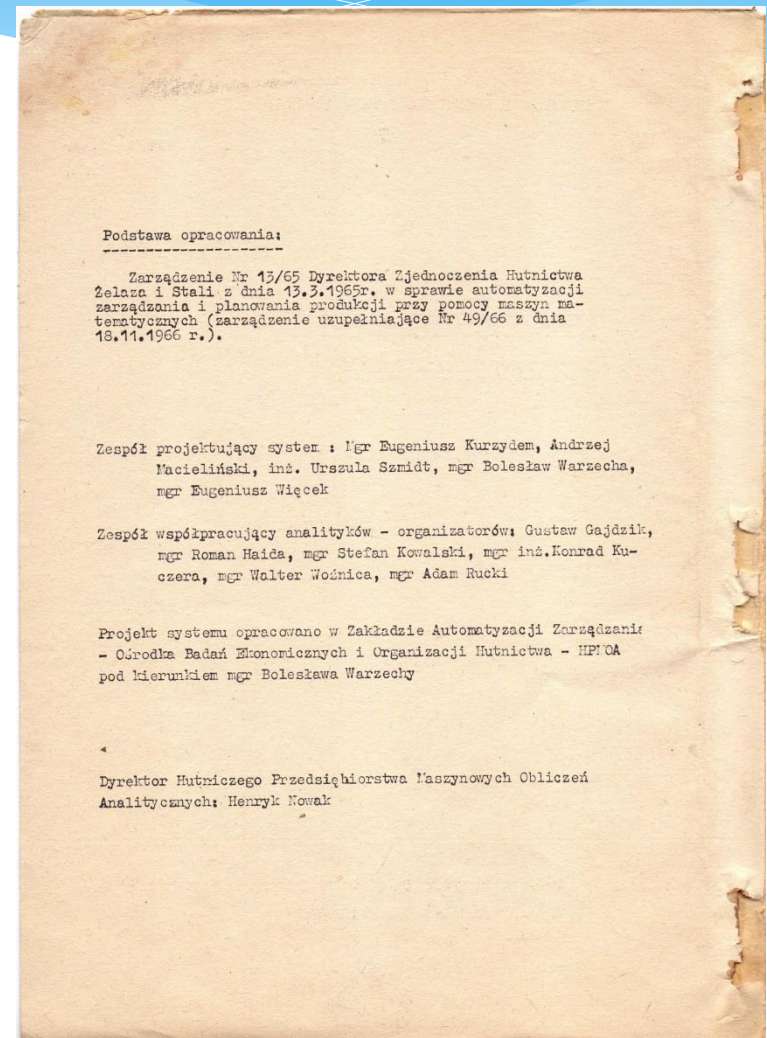 Podstawa opracowania:
Zarządzenie Nr 13/65 Dyrektora Zjednoczenia Hutnictwa
Żelaza i Stali z dnia 13.3.1965r. w sprawie automatyzacji
zarządzania i planowania produkcji przy pomocy maszyn ma-
tematycznych (zarządzenie uzupełniające Nr 49/66 z dnia
18.11.1966 r.).
Zespół projektujący system : Mgr Eugeniusz Kurzydem, Andrzej
Macieliński, inż. Urszula Szmidt, mgr Bolesław Warzecha,
mgr Eugeniusz Więcek
Zespół współpracujący analityków - organizatorów: Gustaw Gajdzik,
mgr Roman Haida, mgr Stefan Kowalski, mgr inż.Konrad Ku-
czera, mgr Walter Woźnica, mgr Adam Rucki
Projekt systemu opracowano w Zakładzie Automatyzacji Zarządzania
- Ośrodka Badań Ekonomicznych i Organizacji Hutnictwa - HPMOA
pod kierunkiem mgr Bolesława Warzechy
Dyrektor Hutniczego Przedsiębiorstwa Maszynowych Obliczeń
Analitycznych: Henryk Nowak